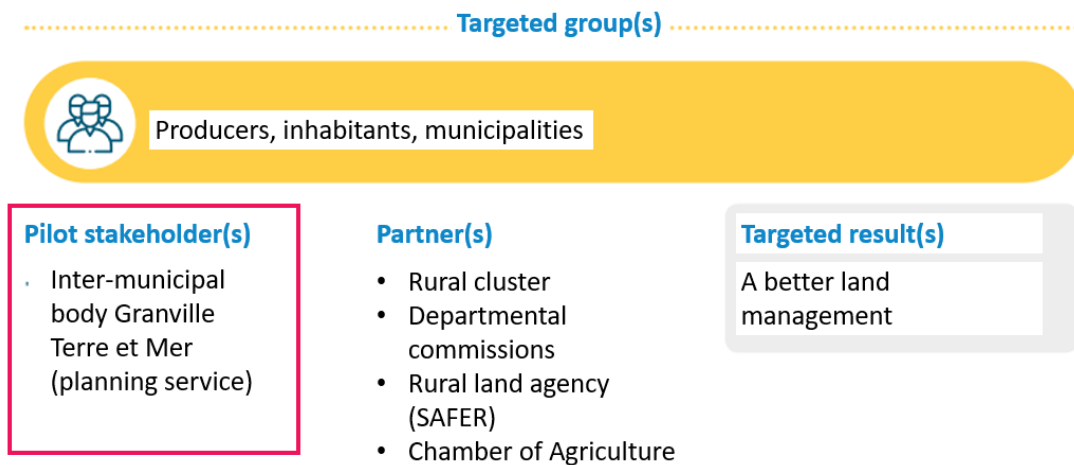 Targeted group(s)
Producers, inhabitants, municipalities
Pilot stakeholder(s)
Inter-municipal
body Granville
Terre et Mer
(planning service)
Partner(s)
• Rural cluster
• Departmental
commissions
• Rural land agency
(SAFER)
• Chamber of Agriculture
Targeted result(s)
A better land
management